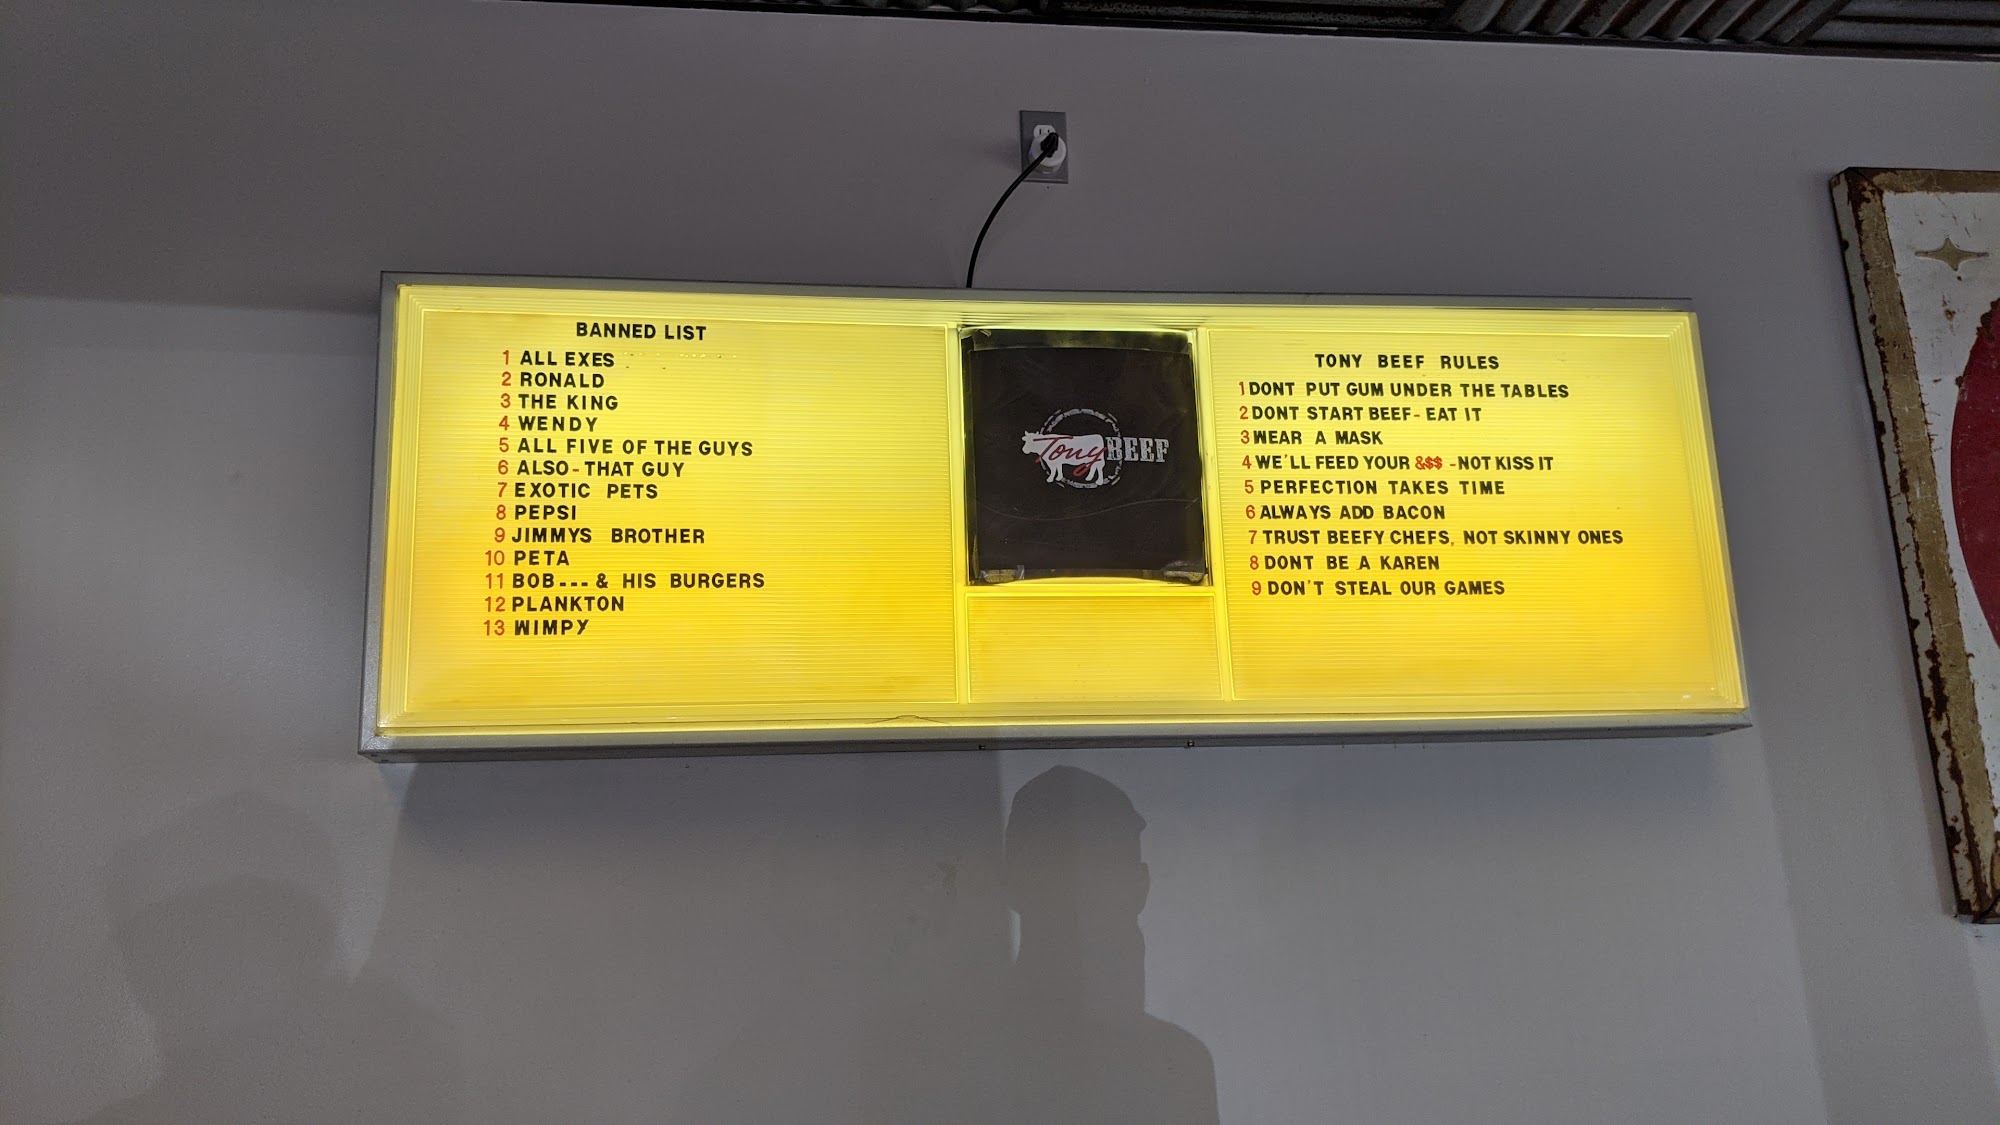 BANNED LIST
1 ALL EXES
2 RONALD
3 THE KING
4 WENDY
5 ALL FIVE OF THE GUYS
6 ALSO-THAT GUY
7 EXOTIC PETS
8 PEPSI
9 JIMMYS BROTHER
10 PETA
11 BOB---& HIS BURGERS
12 PLANKTON
13 WIMPY
Tony BEEF
TONY BEEF RULES
1 DONT PUT GUM UNDER THE TABLES
2 DONT START BEEF-EAT IT
3 WEAR A MASK
4 WE'LL FEED YOUR &$$ -NOT KISS IT
5 PERFECTION TAKES TIME
6 ALWAYS ADD BACON
7 TRUST BEEFY CHEFS, NOT SKINNY ONES
8 DONT BE A KAREN
9 DON'T STEAL OUR GAMES